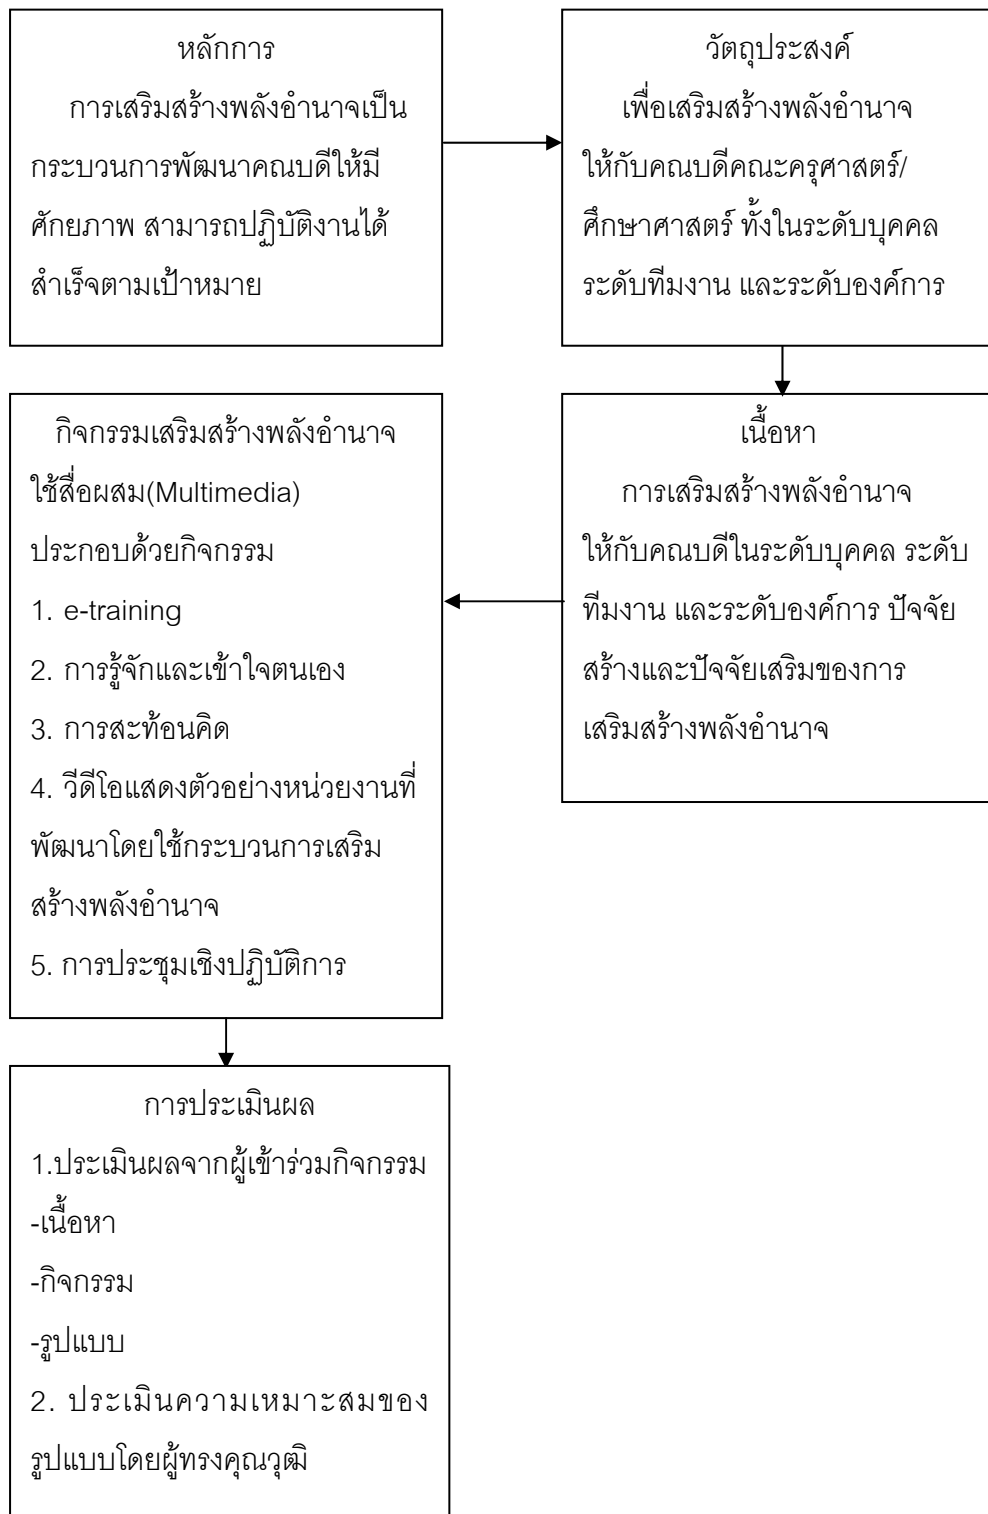 หลักการ
การเสริมสร้างพลังอำนาจเป็น
กระบวนการพัฒนาคณบดีให้มี
ศักยภาพ สามารถปฏิบัติงานได้
สำเร็จตามเป้าหมาย
วัตถุประสงค์
เพื่อเสริมสร้างพลังอำนาจ
ให้กับคณบดีคณะครุศาสตร์/
ศึกษาศาสตร์ ทั้งในระดับบุคคล
ระดับทีมงาน และระดับองค์การ
เนื้อหา
การเสริมสร้างพลังอำนาจ
ให้กับคณบดีในระดับบุคคล ระดับ
ทีมงาน และระดับองค์การ ปัจจัย
สร้างและปัจจัยเสริมของการ
เสริมสร้างพลังอำนาจ
กิจกรรมเสริมสร้างพลังอำนาจ
ใช้สื่อผสม(Multimedia)
ประกอบด้วยกิจกรรม
1. e-training
2. การรู้จักและเข้าใจตนเอง
3. การสะท้อนคิด
4. วีดีโอแสดงตัวอย่างหน่วยงานที่
พัฒนาโดยใช้กระบวนการเสริม
สร้างพลังอำนาจ
5. การประชุมเชิงปฏิบัติการ
การประเมินผล
1.ประเมินผลจากผู้เข้าร่วมกิจกรรม
-เนื้อหา
-กิจกรรม
-รูปแบบ
2. ประเมินความเหมาะสมของ
รูปแบบโดยผู้ทรงคุณวุฒิ